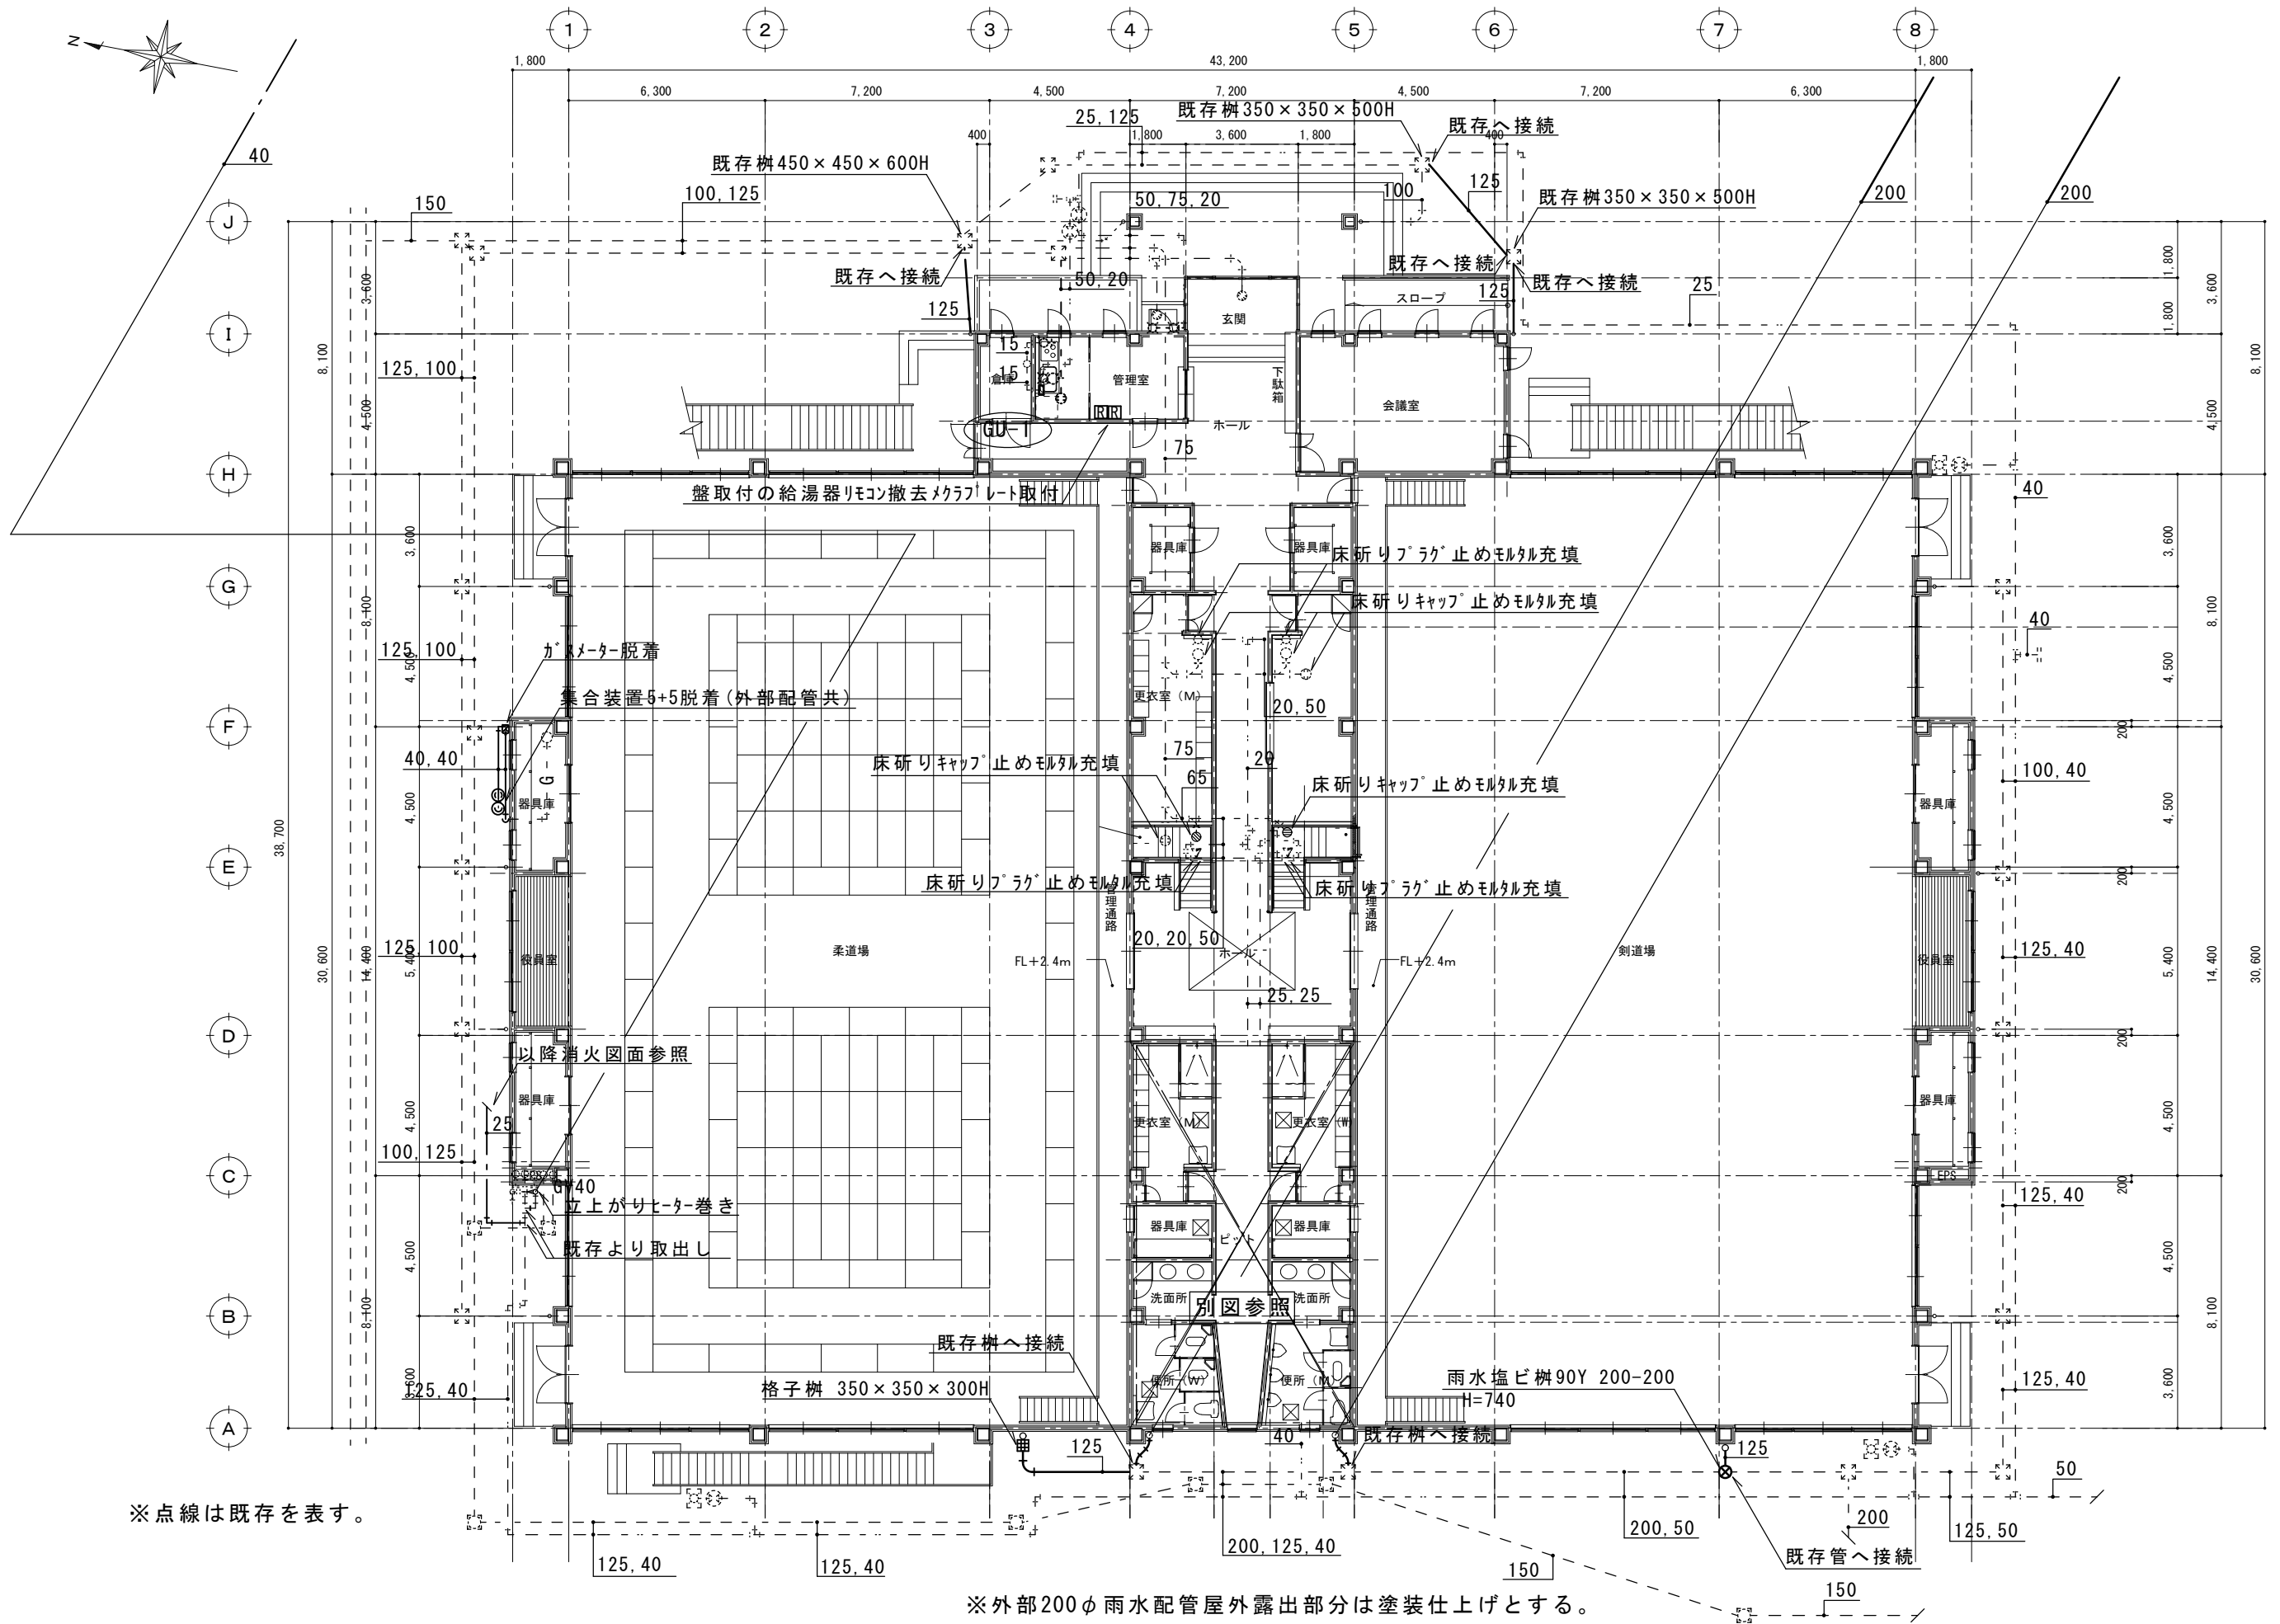 1 2 3 4 5 6 7 8
N
1,800 43,200 1,800
6,300 7,200 4,500 7,200 4,500 7,200 6,300
25,125
既存桝350×350×500H
既存へ接続
400 1,800 3,600 1,800 400
40
既存桝450×450×600H
150
100,125
50,75,20
100
125
既存桝350×350×500H
200
200
J
既存へ接続
既存へ接続
既存へ接続
50,20
125
スロープ
125
25
玄関
I
3,600
1,800
1,800
3,600
8,100
125,100
15
15
倉庫
管理室
下駄箱
会議室
8,100
4,500
4,500
GU-1
RR
ホール
H
75
盤取付の給湯器リモコン撤去メクラプレート取付
40
3,600
器具庫
器具庫
床斫りプラグ止めモルタル充填
3,600
G
床斫りキャップ止めモルタル充填
8,100
8,100
40
125,100
4,500
ガスメーター脱着
集合装置5+5脱着(外部配管共)
更衣室(M)
20,50
4,500
F
200
40,40
G
器具庫
床斫りキャップ止めモルタル充填
75
65
20
床斫りキャップ止めモルタル充填
器具庫
100,40
4,500
4,500
38,700
E
床斫りプラグ止めモルタル充填
床斫りプラグ止めモルタル充填
200
管理通路
管理通路
30,600
14,400
5,400
125,100
役員室
柔道場
20,20,50
ホール
FL+2.4m
FL+2.4m
剣道場
役員室
125,40
5,400
14,400
30,600
25,25
D
200
以降消火図面参照
25
器具庫
4,500
更衣室(M)
更衣室(W)
器具庫
4,500
100,125
C
EPS
EPS
200
G 40
立上がりヒーター巻き
125,40
器具庫
器具庫
ピット
既存より取出し
4,500
4,500
洗面所
洗面所
別図参照
B
8,100
8,100
既存桝へ接続
便所(W)
便所(M)
雨水塩ビ桝90Y 200-200
H=740
125,40
3,600
格子桝 350×350×300H
125,40
3,600
A
125
40
既存桝へ接続
125
50
※点線は既存を表す。
125,40
125,40
200,125,40
200,50
200
125,50
既存管へ接続
150
150
※外部200φ雨水配管屋外露出部分は塗装仕上げとする。